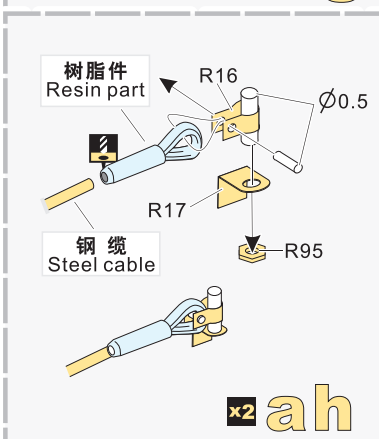 树脂件
Resin part
R16
Ø0.5
R17
钢 缆
Steel cable
R95
x2 ah